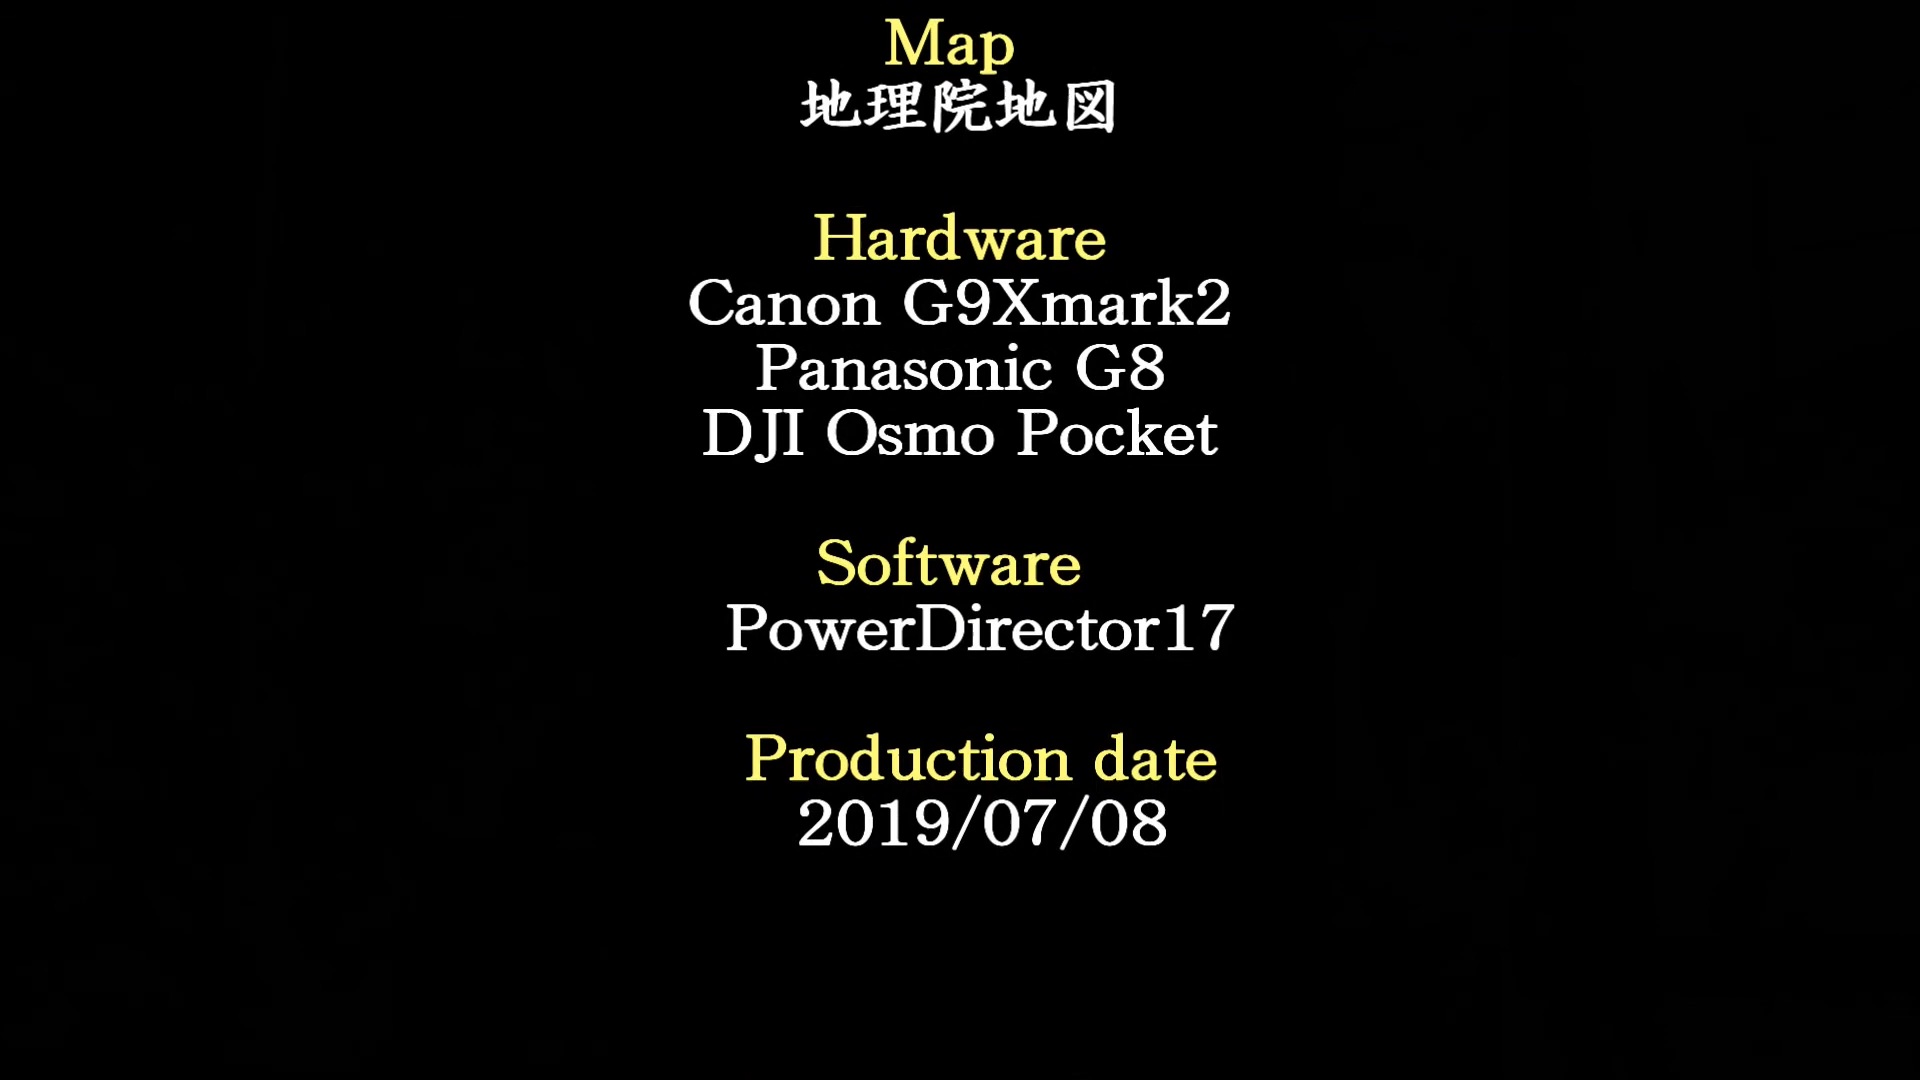 Map
地理院地図
Hardware
Canon G9Xmark2
Panasonic G8
DJI Osmo Pocket
Software
PowerDirector17
Production date
2019/07/08